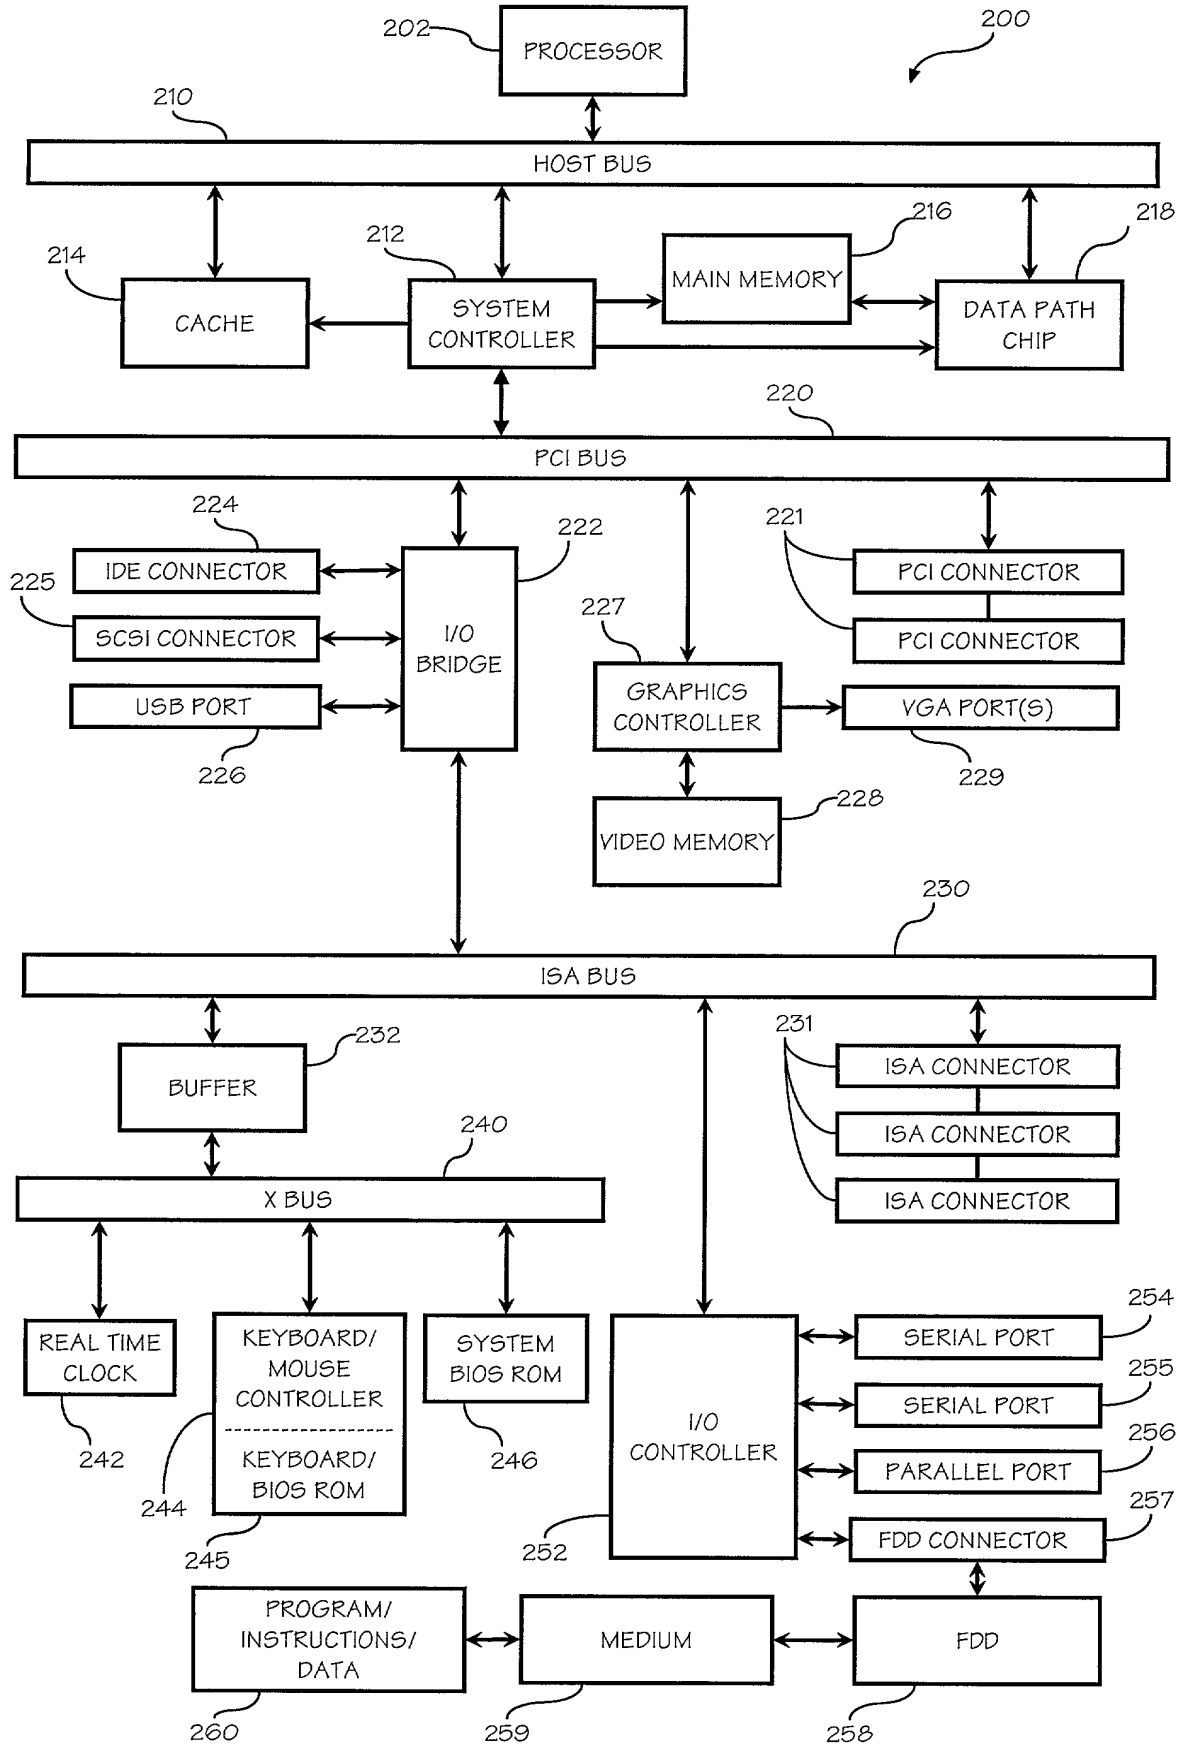 202
PROCESSOR
200
210
HOST BUS
214
212
216
218
CACHE
SYSTEM
CONTROLLER
MAIN MEMORY
DATA PATH
CHIP
220
PCI BUS
224
222
221
IDE CONNECTOR
PCI CONNECTOR
225
SCSI CONNECTOR
I/O
BRIDGE
227
PCI CONNECTOR
USB PORT
226
GRAPHICS
CONTROLLER
VGA PORT(S)
229
228
VIDEO MEMORY
230
ISA BUS
232
231
BUFFER
ISA CONNECTOR
ISA CONNECTOR
ISA CONNECTOR
240
X BUS
REAL TIME
CLOCK
242
KEYBOARD/
MOUSE
CONTROLLER
KEYBOARD/
BIOS ROM
244
245
SYSTEM
BIOS ROM
246
I/O
CONTROLLER
252
254
SERIAL PORT
255
SERIAL PORT
256
PARALLEL PORT
257
FDD CONNECTOR
PROGRAM/
INSTRUCTIONS/
DATA
MEDIUM
FDD
260
259
258